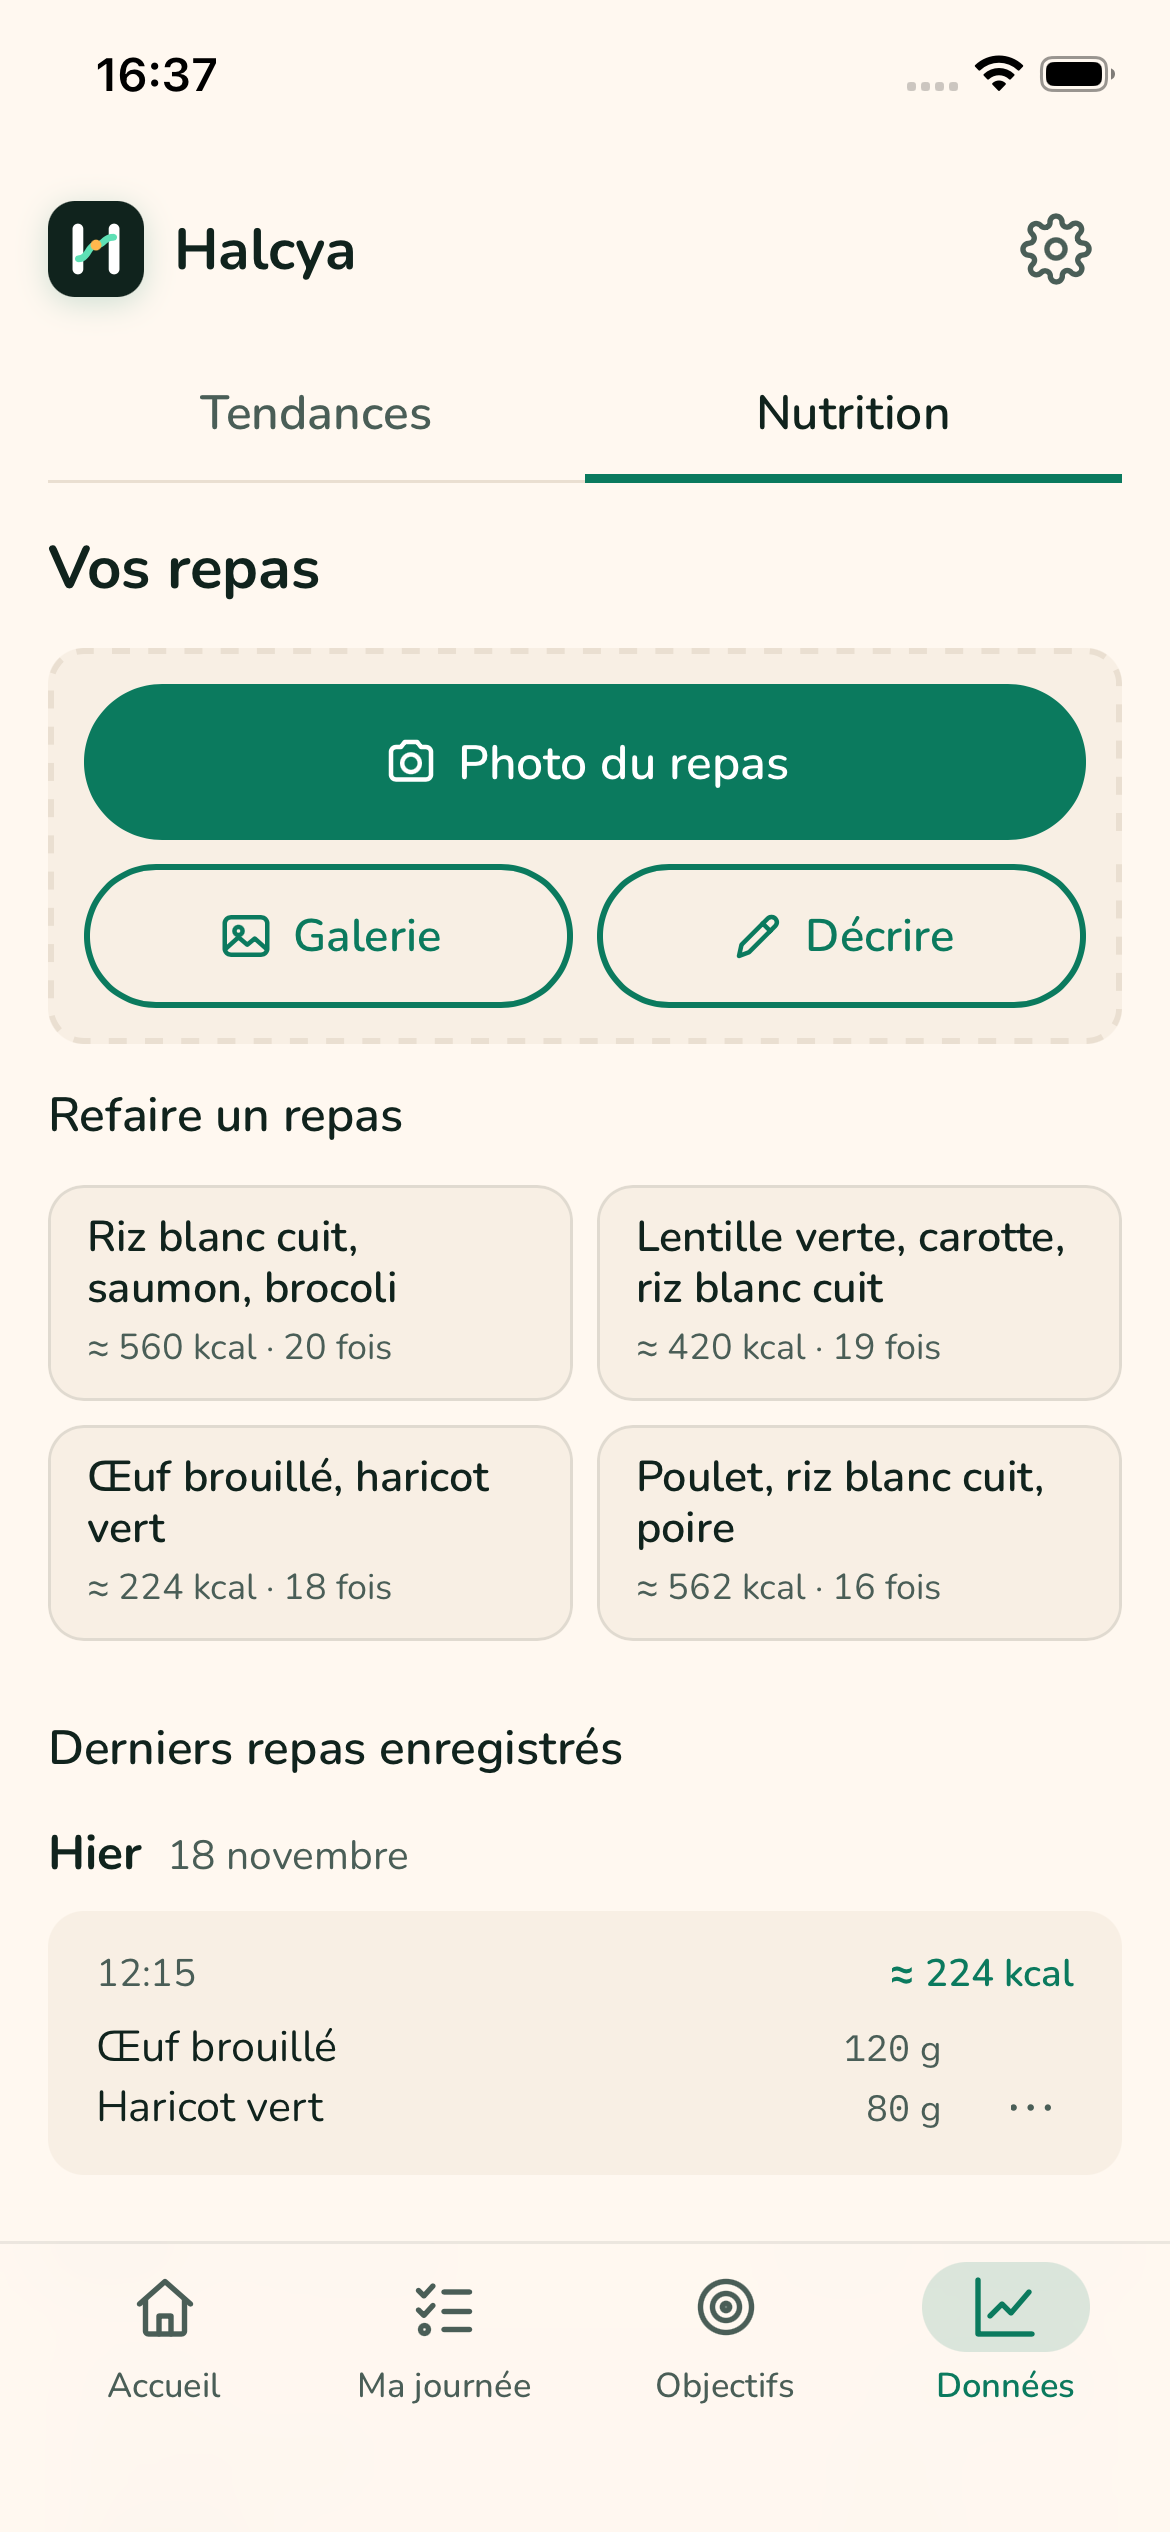 16:37
Halcya
Tendances
Nutrition
Vos repas
Photo du repas
Galerie
Décrire
Refaire un repas
Riz blanc cuit,
saumon, brocoli
≈ 560 kcal · 20 fois
Lentille verte, carotte,
riz blanc cuit
≈ 420 kcal · 19 fois
Œuf brouillé, haricot
vert
≈ 224 kcal · 18 fois
Poulet, riz blanc cuit,
poire
≈ 562 kcal · 16 fois
Derniers repas enregistrés
Hier 18 novembre
12:15 ≈ 224 kcal
Œuf brouillé 120 g
Haricot vert 80 g
Accueil
Ma journée
Objectifs
Données